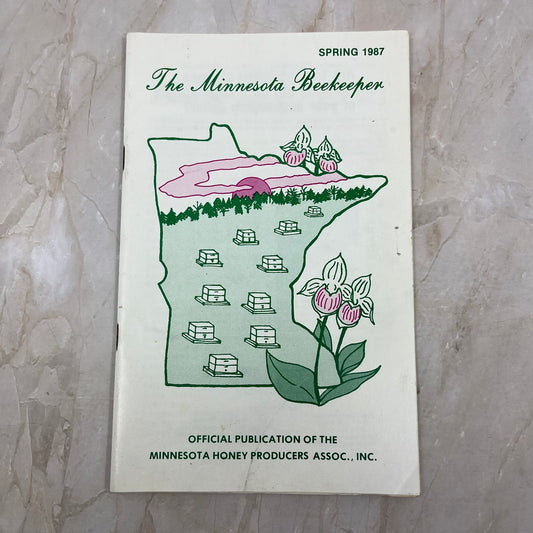 SPRING 1987
The Minnesota Beekeeper
OFFICIAL PUBLICATION OF THE
MINNESOTA HONEY PRODUCERS ASSOC., INC.